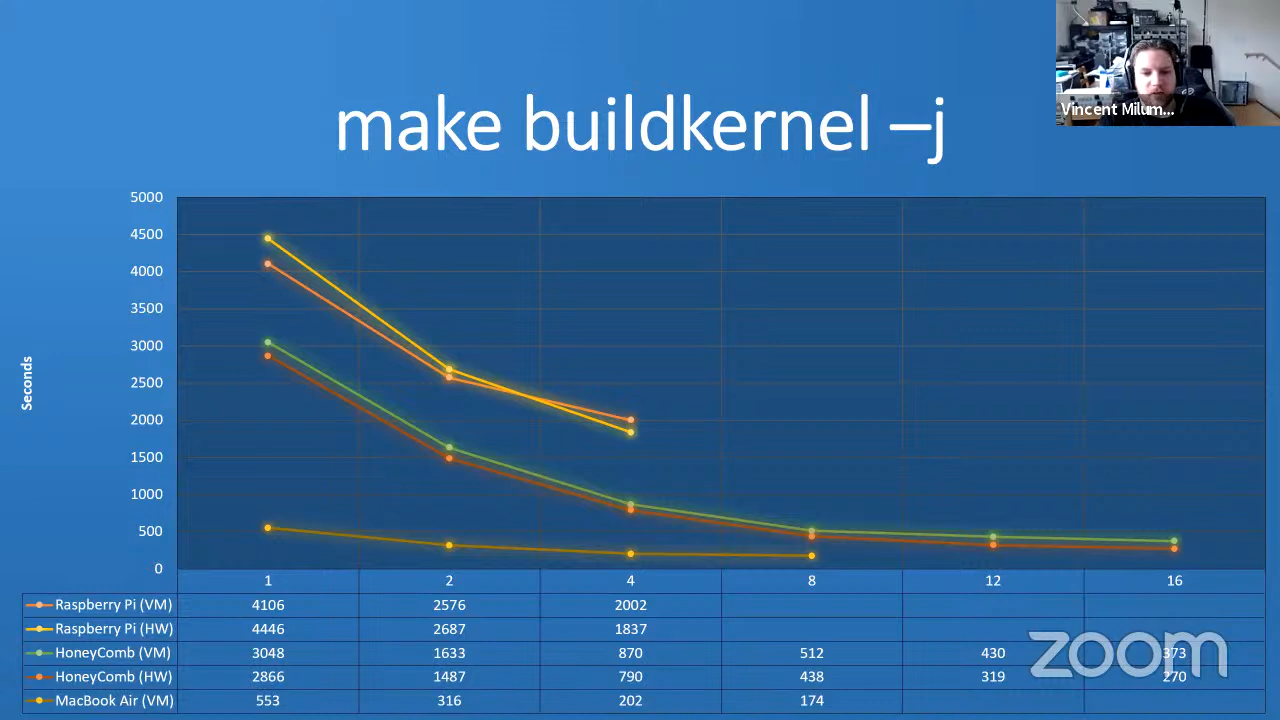 Vincent Milum...
make buildkernel –j
Seconds
5000
4500
4000
3500
3000
2500
2000
1500
1000
500
0
1 2 4 8 12 16
Raspberry Pi (VM) 4106 2576 2002
Raspberry Pi (HW) 4446 2687 1837
HoneyComb (VM) 3048 1633 870 512 430 373
HoneyComb (HW) 2866 1487 790 438 319 270
MacBook Air (VM) 553 316 202 174
zoom